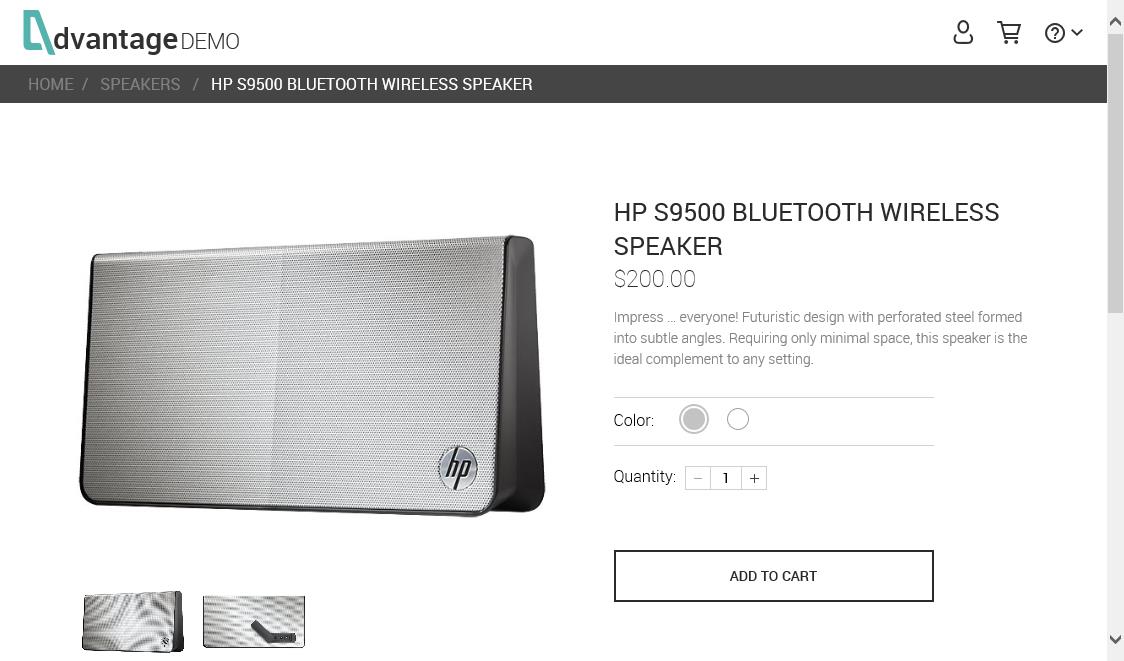 dvantage DEMO
HOME / SPEAKERS / HP S9500 BLUETOOTH WIRELESS SPEAKER
HP S9500 BLUETOOTH WIRELESS
SPEAKER
$200.00
Impress ... everyone! Futuristic design with perforated steel formed
into subtle angles. Requiring only minimal space, this speaker is the
ideal complement to any setting.
Color:
Quantity: − 1 +
hp
ADD TO CART